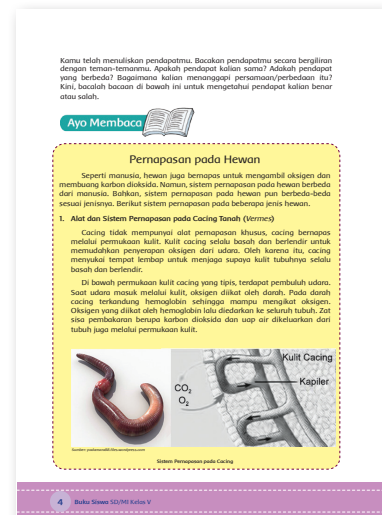 Kamu telah menuliskan pendapatmu. Bacakan pendapatmu secara bergiliran
dengan teman-temanmu. Apakah pendapat kalian sama? Adakah pendapat
yang berbeda? Bagaimana kalian menanggapi persamaan/perbedaan itu?
Kini, bacalah bacaan di bawah ini untuk mengetahui pendapat kalian benar
atau salah.
Ayo Membaca
Pernapasan pada Hewan
Seperti manusia, hewan juga bernapas untuk mengambil oksigen dan
membuang karbon dioksida. Namun, sistem pernapasan pada hewan berbeda
dari manusia. Bahkan, sistem pernapasan pada hewan pun berbeda-beda
sesuai jenisnya. Berikut sistem pernapasan pada beberapa jenis hewan.
1. Alat dan Sistem Pernapasan pada Cacing Tanah (Vermes)
Cacing tidak mempunyai alat pernapasan khusus, cacing bernapas
melalui permukaan kulit. Kulit cacing selalu basah dan berlendir untuk
memudahkan penyerapan oksigen dari udara. Oleh karena itu, cacing
menyukai tempat lembap untuk menjaga supaya kulit tubuhnya selalu
basah dan berlendir.
Di bawah permukaan kulit cacing yang tipis, terdapat pembuluh udara.
Saat udara masuk melalui kulit, oksigen diikat oleh darah. Pada darah
cacing terkandung hemoglobin sehingga mampu mengikat oksigen.
Oksigen yang diikat oleh hemoglobin lalu diedarkan ke seluruh tubuh. Zat
sisa pembakaran berupa karbon dioksida dan uap air dikeluarkan dari
tubuh juga melalui permukaan kulit.
Kulit Cacing
Kapiler
CO2
O2
Sistem Pernapasan pada Cacing
4 Buku Siswa SD/MI Kelas V